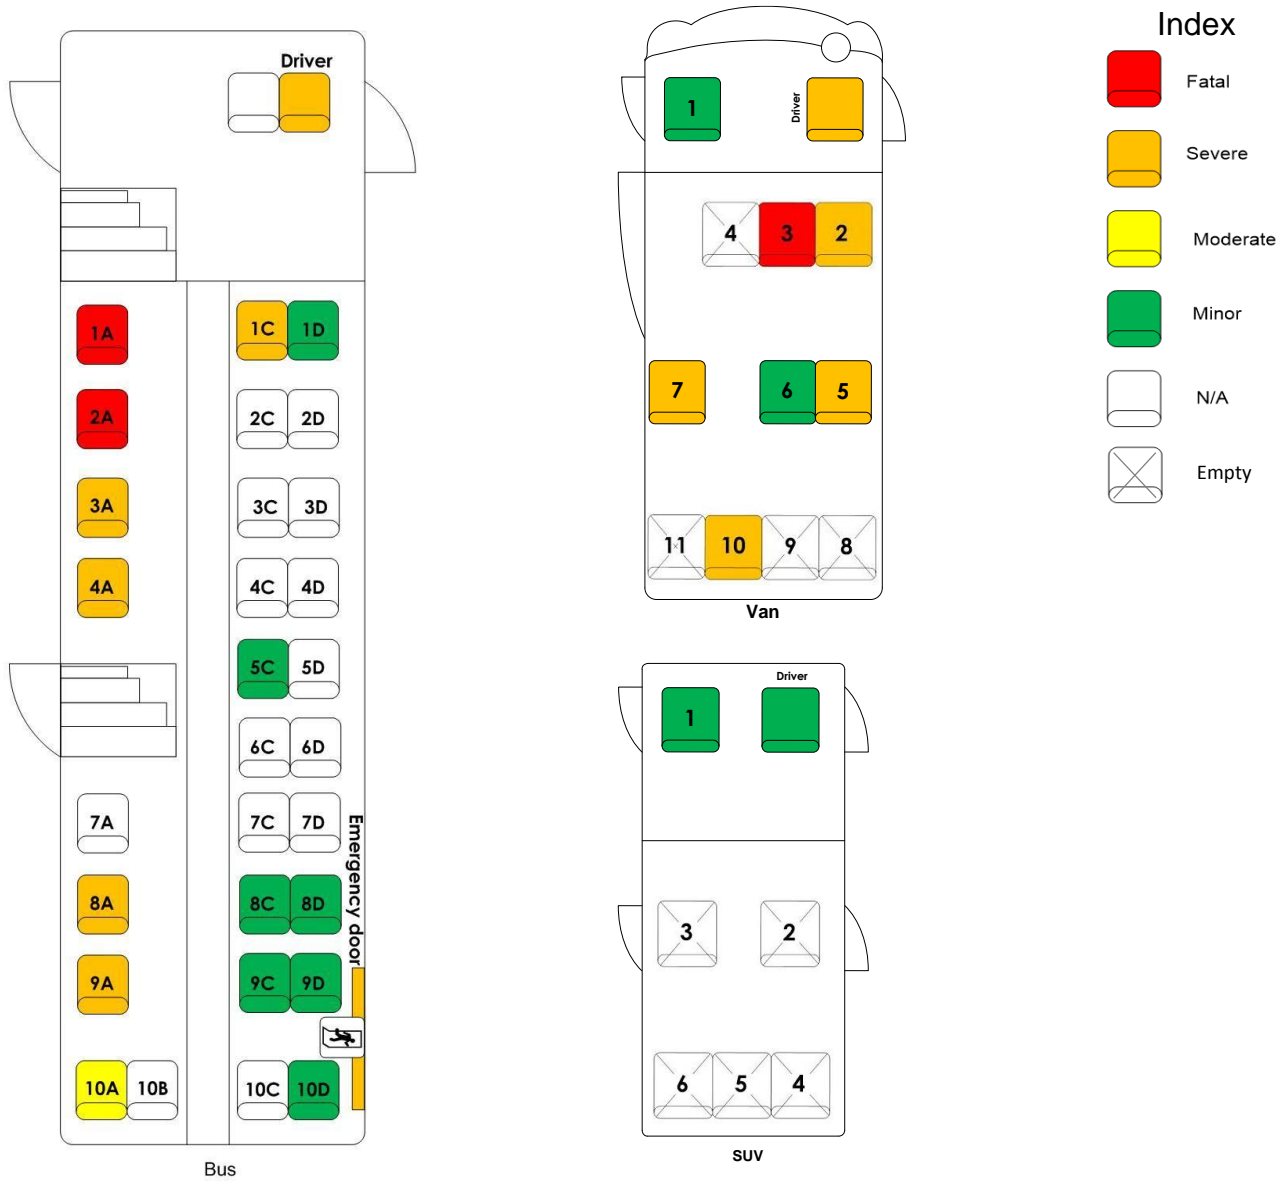 Index
Fatal
Severe
Moderate
Minor
N/A
Empty
Driver
1A
1C 1D
2A
2C 2D
3A
3C 3D
4A
4C 4D
5C 5D
6C 6D
7A
7C 7D
8A
8C 8D
9A
9C 9D
10A 10B
10C 10D
Emergency door
Bus
1
Driver
4 3 2
7
6 5
11 10 9 8
Van
Driver
1
3
2
6 5 4
SUV